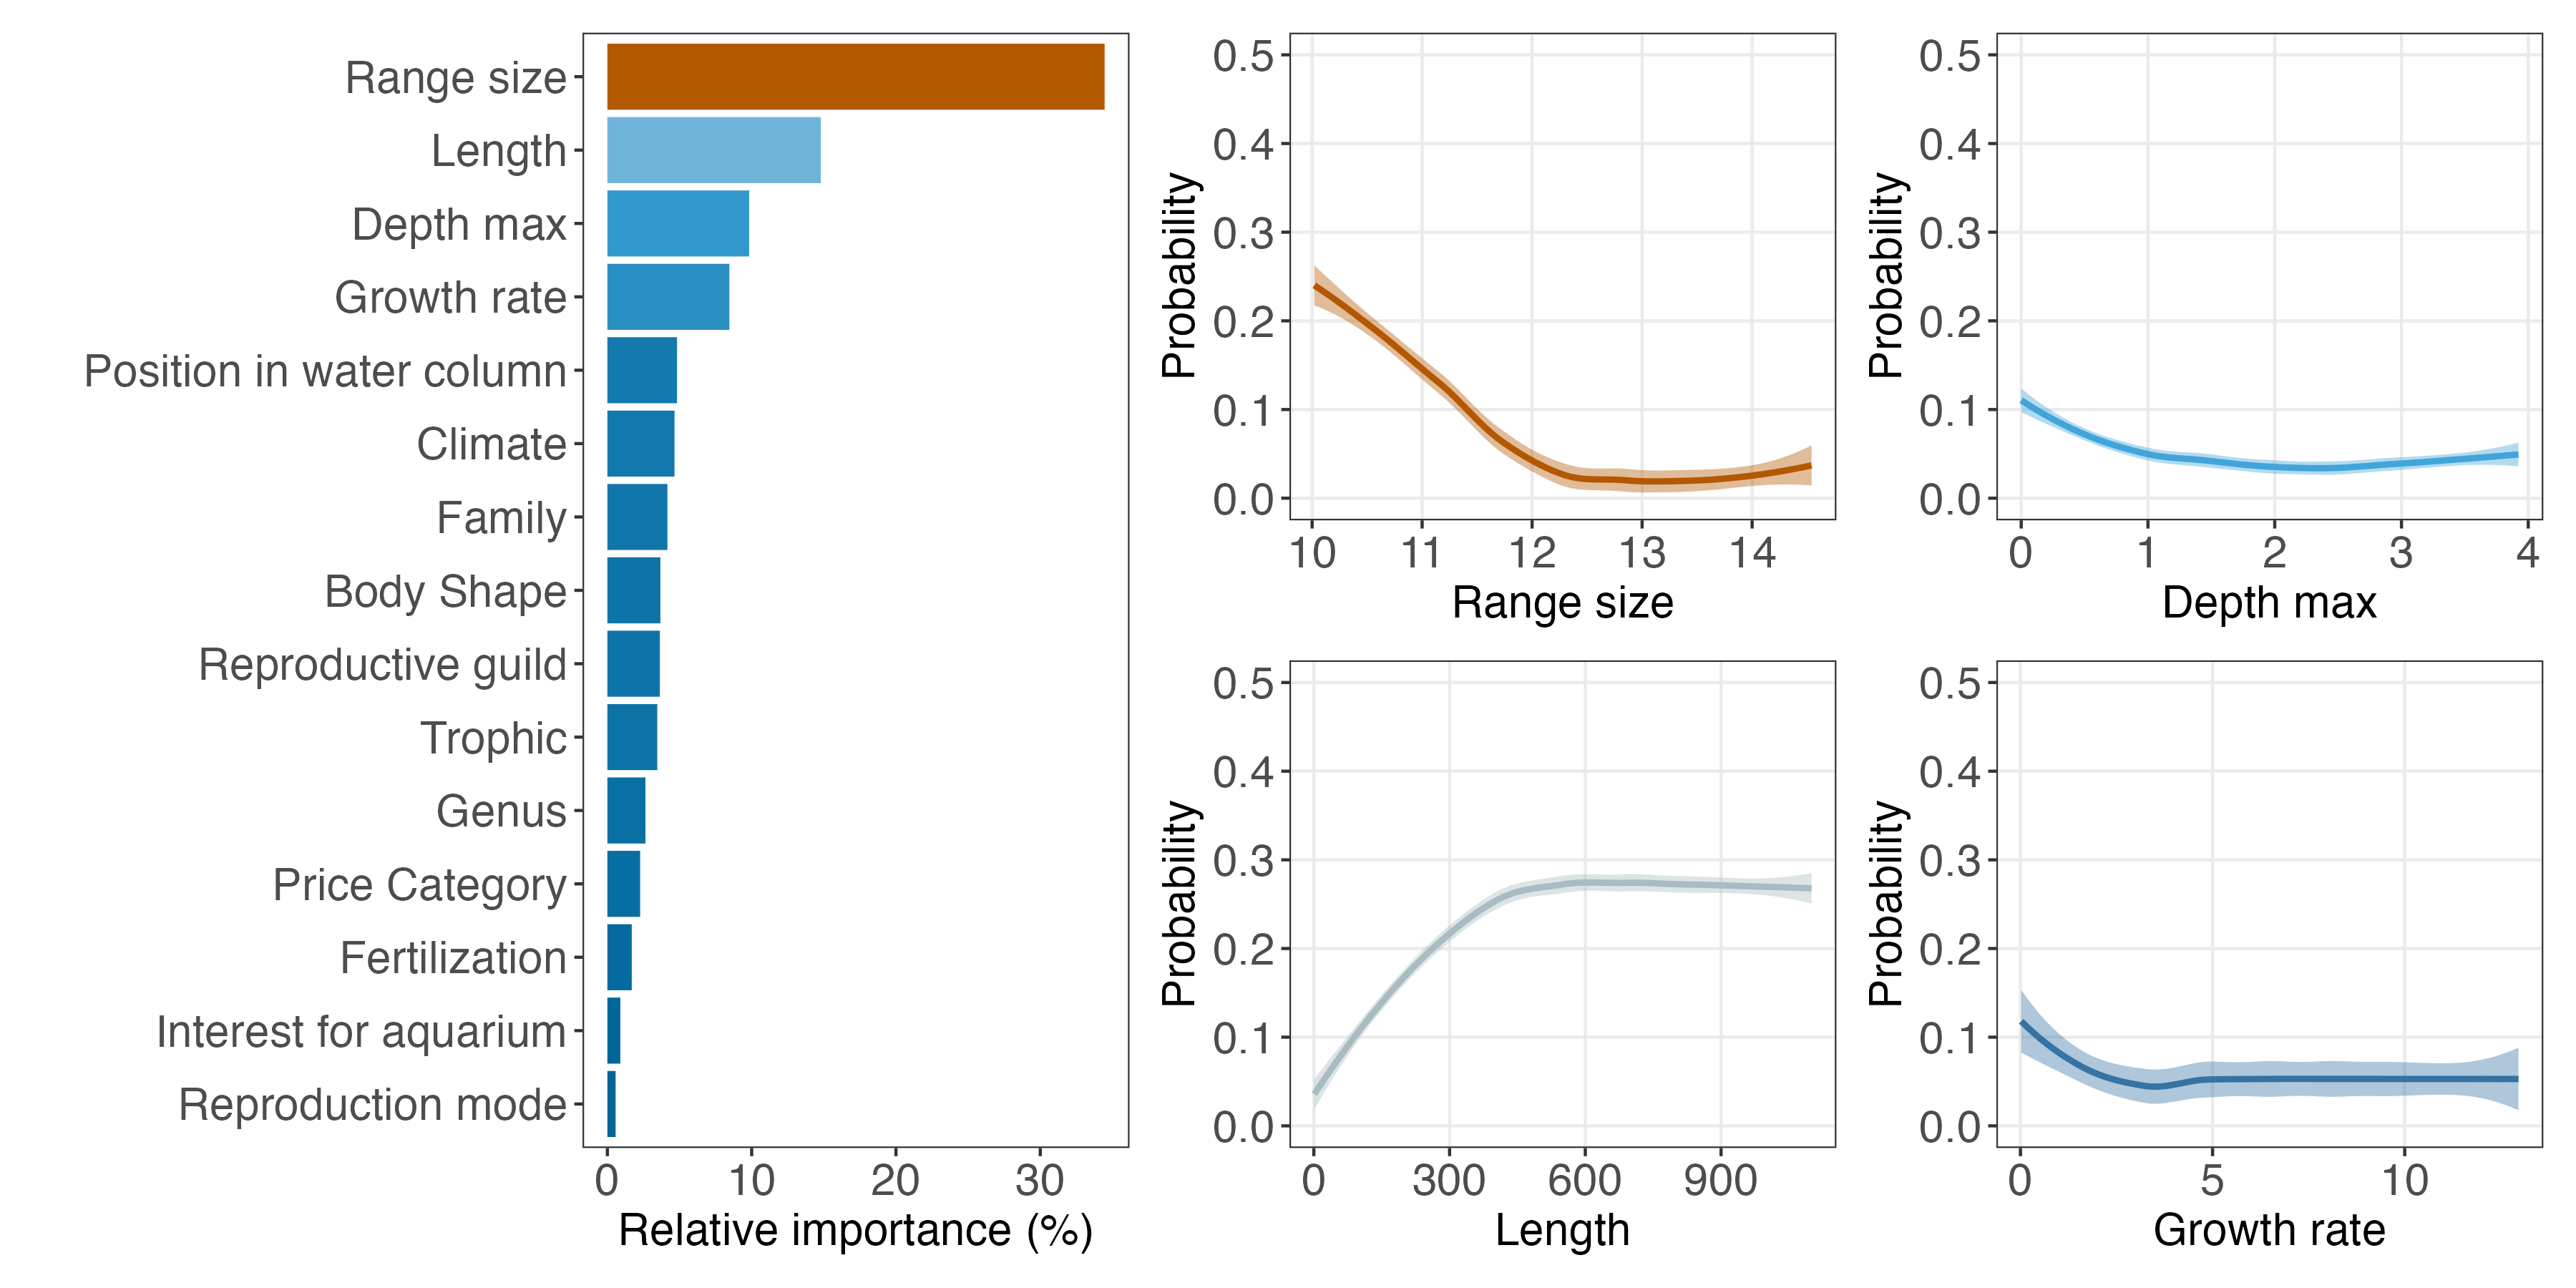 Range size
Length
Depth max
Growth rate
Position in water column
Climate
Family
Body Shape
Reproductive guild
Trophic
Genus
Price Category
Fertilization
Interest for aquarium
Reproduction mode
0 10 20 30
Relative importance (%)
Probability
0.5
0.4
0.3
0.2
0.1
0.0
10 11 12 13 14
Range size
Probability
0.5
0.4
0.3
0.2
0.1
0.0
0 1 2 3 4
Depth max
Probability
0.5
0.4
0.3
0.2
0.1
0.0
0 300 600 900
Length
Probability
0.5
0.4
0.3
0.2
0.1
0.0
0 5 10
Growth rate